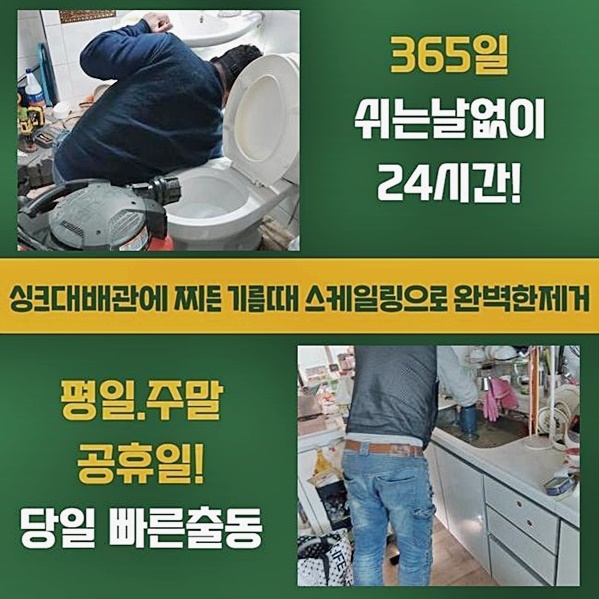 365일
쉬는날없이
24시간!
싱크대배관에 찌든 기름때 스케일링으로 완벽한제거
평일.주말
공휴일!
당일 빠른출동